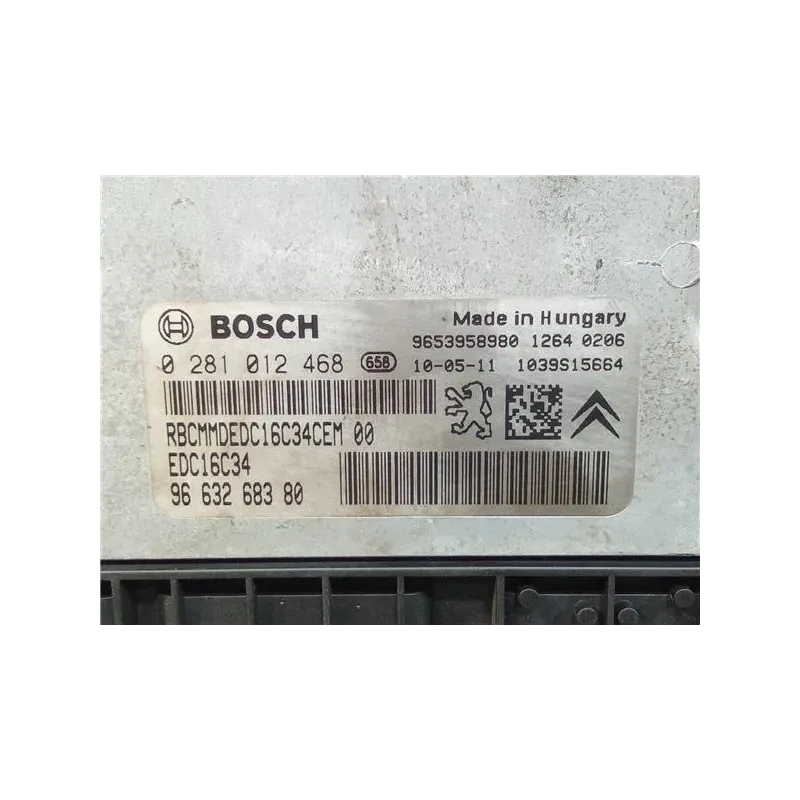 BOSCH
Made in Hungary
9653958980 1264 0206
0 281 012 468 658 10-05-11 1039S15664
RBCMMDEDC16C34CEM 00
EDC16C34
96 632 683 80